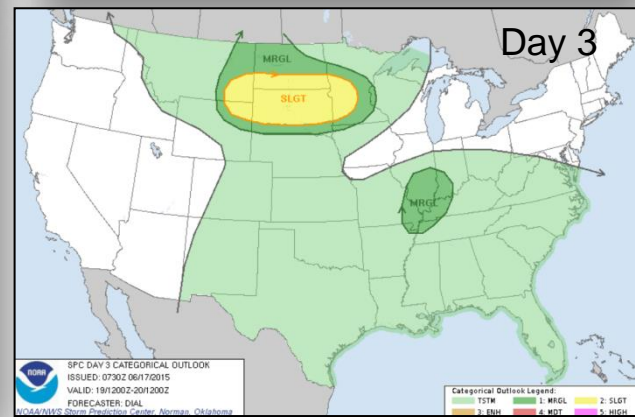 Day 3
MRGL
SLGT
MRGL
NOAA
SPC DAY 3 CATEGORICAL OUTLOOK
ISSUED: 0730Z 06/17/2015
VALID: 19/1200Z-20/1200Z
FORECASTER: DIAL
NOAA/NWS Storm Prediction Center, Norman, Oklahoma
Categorical Outlook Legend:
TSTM 1: MRGL 2: SLGT
3: ENH 4: MDT 5: HIGH